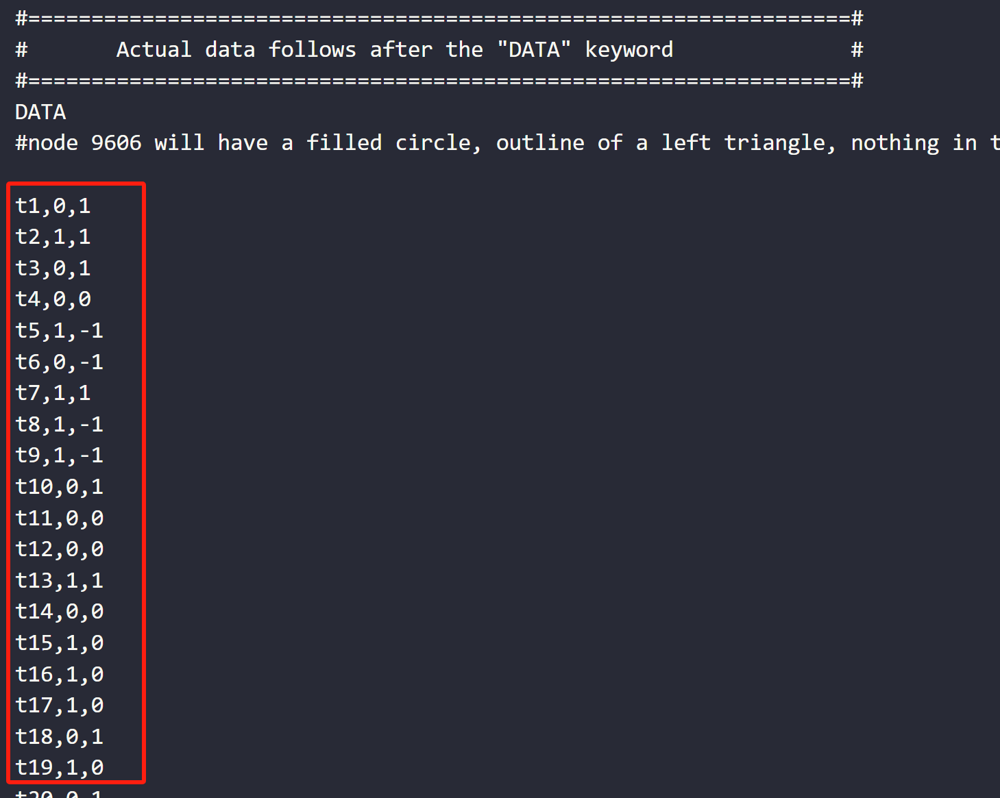 #=================================================================#
#       Actual data follows after the "DATA" keyword              #
#=================================================================#
DATA
#node 9606 will have a filled circle, outline of a left triangle, nothing in
t1,0,1
t2,1,1
t3,0,1
t4,0,0
t5,1,-1
t6,0,-1
t7,1,1
t8,1,-1
t9,1,-1
t10,0,1
t11,0,0
t12,0,0
t13,1,1
t14,0,0
t15,1,0
t16,1,0
t17,1,0
t18,0,1
t19,1,0
t20,0,1